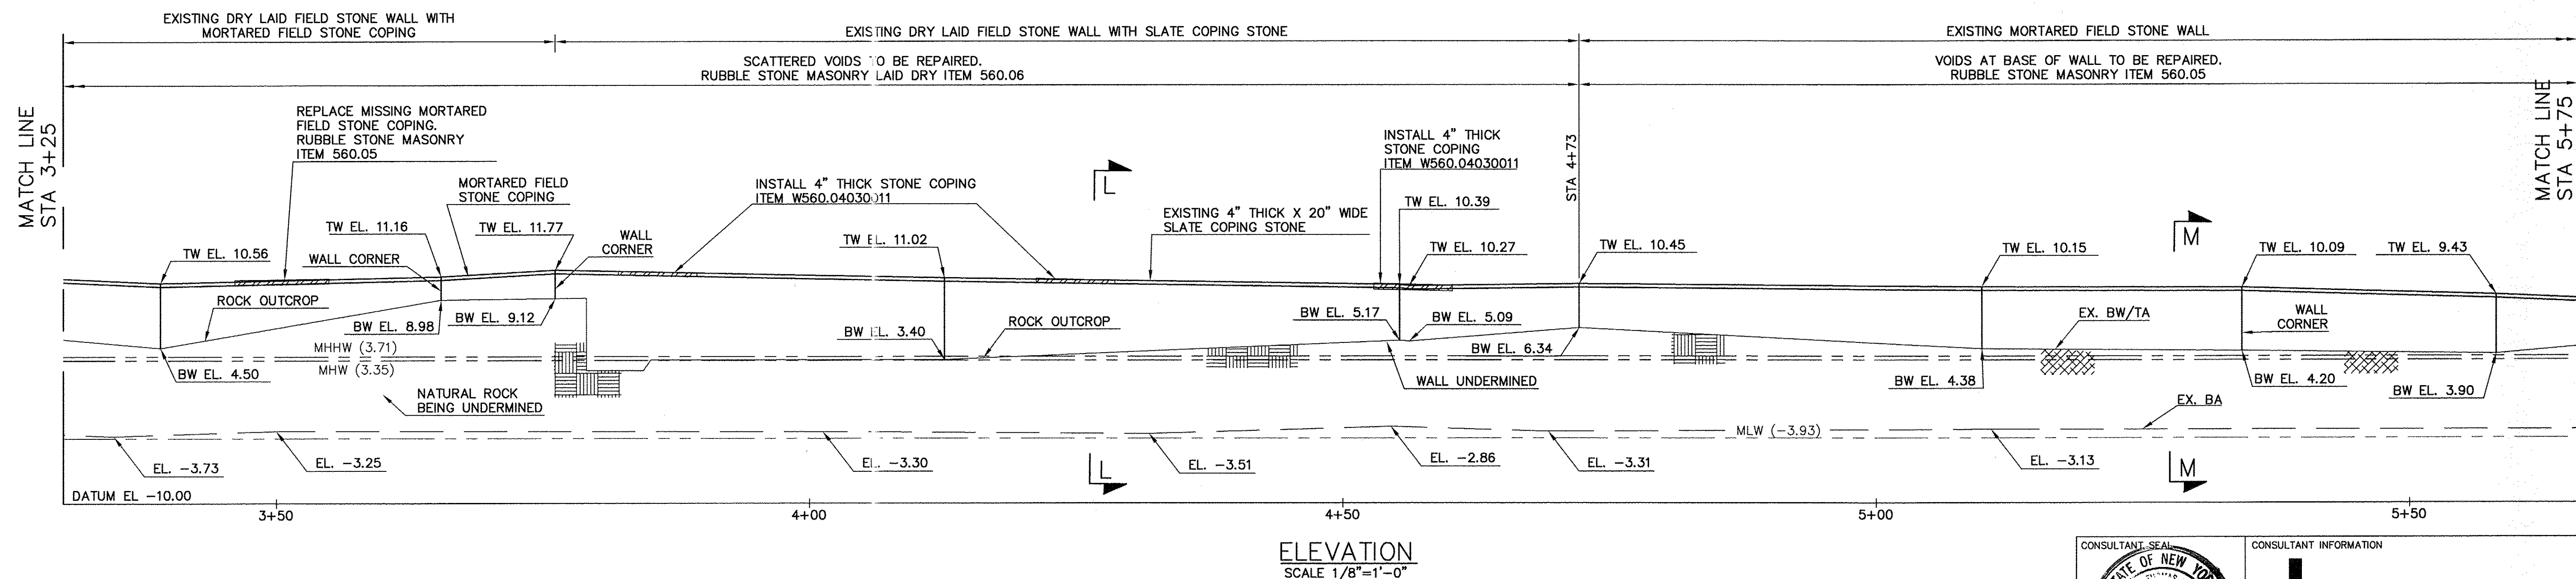 EXISTING DRY LAID FIELD STONE WALL WITH
MORTARED FIELD STONE COPING
EXISTING DRY LAID FIELD STONE WALL WITH SLATE COPING STONE
EXISTING MORTARED FIELD STONE WALL
SCATTERED VOIDS TO BE REPAIRED.
RUBBLE STONE MASONRY LAID DRY ITEM 560.06
VOIDS AT BASE OF WALL TO BE REPAIRED.
RUBBLE STONE MASONRY ITEM 560.05
MATCH LINE
STA 3+25
REPLACE MISSING MORTARED
FIELD STONE COPING.
RUBBLE STONE MASONRY
ITEM 560.05
MORTARED FIELD
STONE COPING
INSTALL 4" THICK STONE COPING
ITEM W560.04030011
L
EXISTING 4" THICK X 20" WIDE
SLATE COPING STONE
INSTALL 4" THICK
STONE COPING
ITEM W560.04030011
STA 4+73
MATCH LINE
STA 5+75
M
TW EL. 10.56
WALL CORNER
TW EL. 11.16
TW EL. 11.77
WALL
CORNER
TW EL. 11.02
TW EL. 10.39
TW EL. 10.27
TW EL. 10.45
TW EL. 10.15
TW EL. 10.09
TW EL. 9.43
ROCK OUTCROP
BW EL. 8.98
BW EL. 9.12
BW EL. 3.40
ROCK OUTCROP
BW EL. 5.17
BW EL. 5.09
BW EL. 6.34
EX. BW/TA
WALL
CORNER
MHHW (3.71)
MHW (3.35)
BW EL. 4.50
NATURAL ROCK
BEING UNDERMINED
WALL UNDERMINED
BW EL. 4.38
BW EL. 4.20
BW EL. 3.90
EX. BA
MLW (-3.93)
EL. -3.73
EL. -3.25
EL. -3.30
L
EL. -3.51
EL. -2.86
EL. -3.31
EL. -3.13
M
DATUM EL -10.00
3+50
4+00
4+50
5+00
5+50
ELEVATION
SCALE 1/8"=1'-0"
CONSULTANT SEAL
CONSULTANT INFORMATION
STATE OF NEW YORK